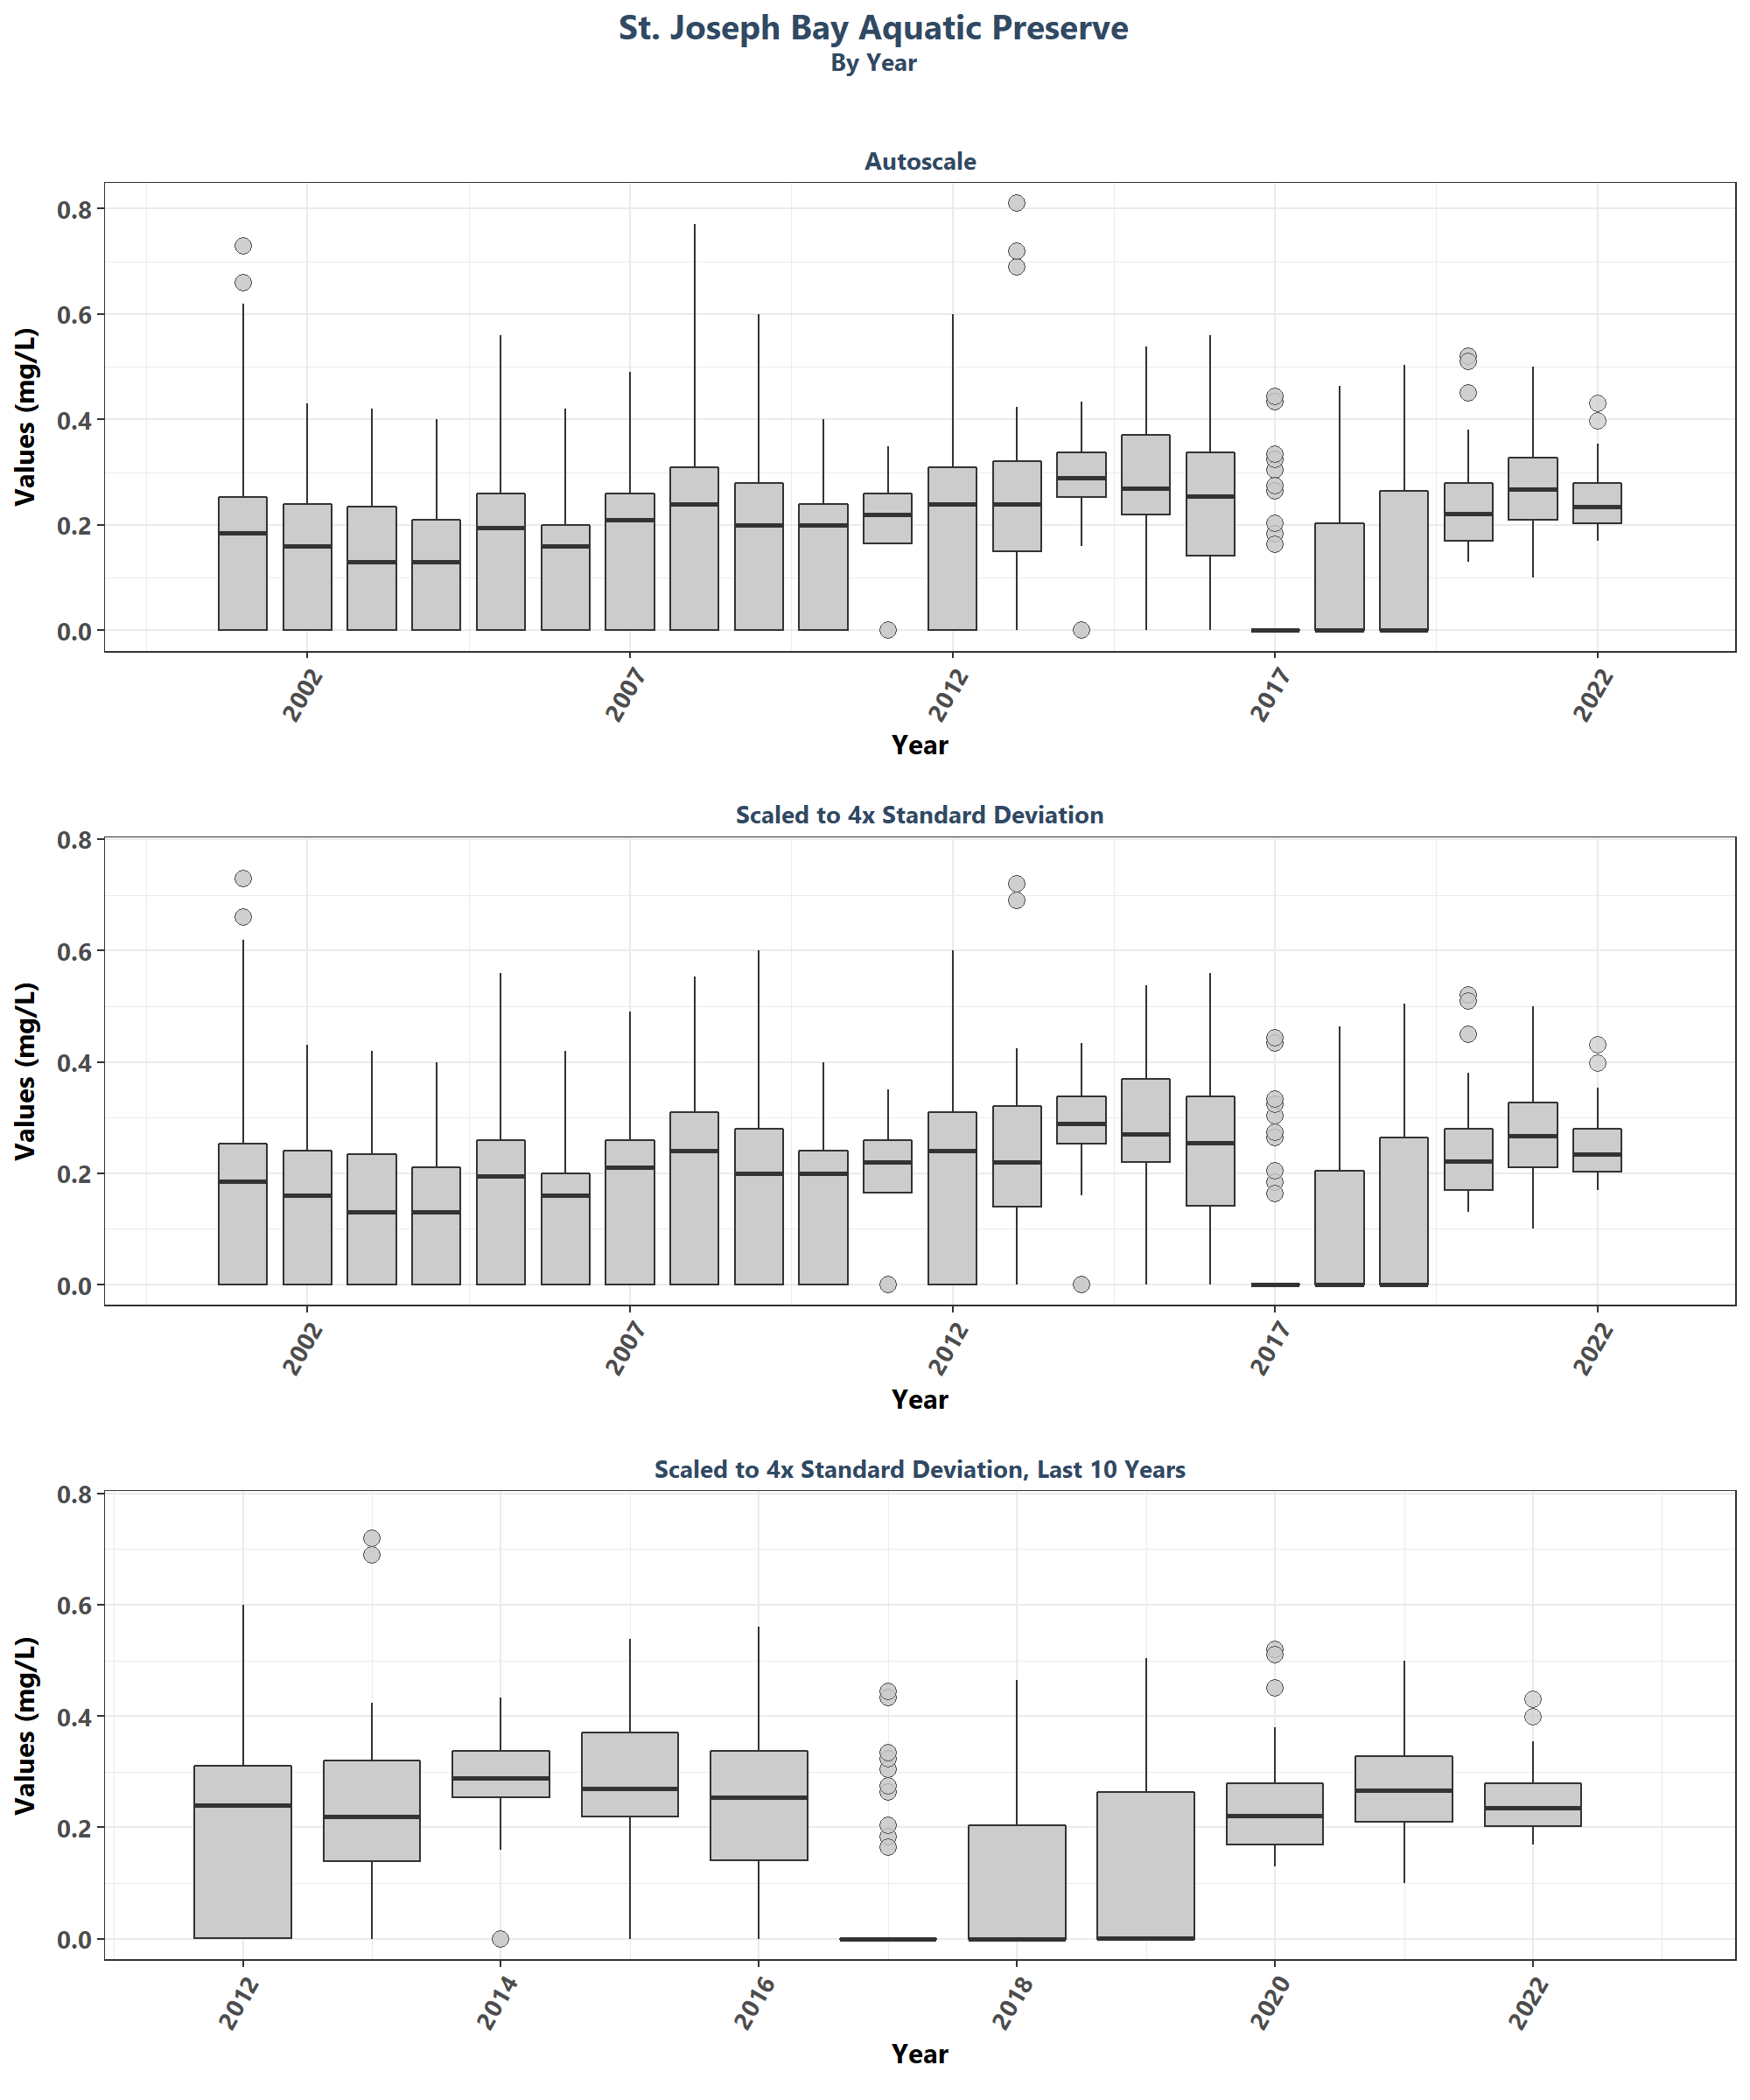 St. Joseph Bay Aquatic Preserve
By Year
Autoscale
Values (mg/L)
0.8
0.6
0.4
0.2
0.0
2002 2007 2012 2017 2022
Year
Scaled to 4x Standard Deviation
Values (mg/L)
0.8
0.6
0.4
0.2
0.0
2002 2007 2012 2017 2022
Year
Scaled to 4x Standard Deviation, Last 10 Years
Values (mg/L)
0.8
0.6
0.4
0.2
0.0
2012 2014 2016 2018 2020 2022
Year